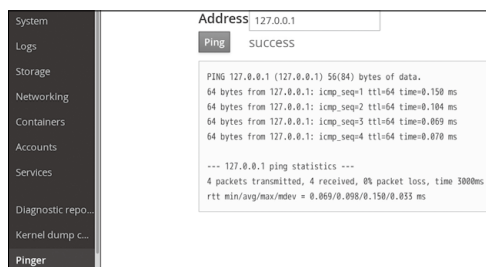 System
Logs
Storage
Networking
Containers
Accounts
Services
Diagnostic repo...
Kernel dump c...
Pinger
Address 127.0.0.1
Ping success
PING 127.0.0.1 (127.0.0.1) 56(84) bytes of data.
64 bytes from 127.0.0.1: icmp_seq=1 ttl=64 time=0.150 ms
64 bytes from 127.0.0.1: icmp_seq=2 ttl=64 time=0.104 ms
64 bytes from 127.0.0.1: icmp_seq=3 ttl=64 time=0.069 ms
64 bytes from 127.0.0.1: icmp_seq=4 ttl=64 time=0.070 ms
--- 127.0.0.1 ping statistics ---
4 packets transmitted, 4 received, 0% packet loss, time 3000ms
rtt min/avg/max/mdev = 0.069/0.098/0.150/0.033 ms